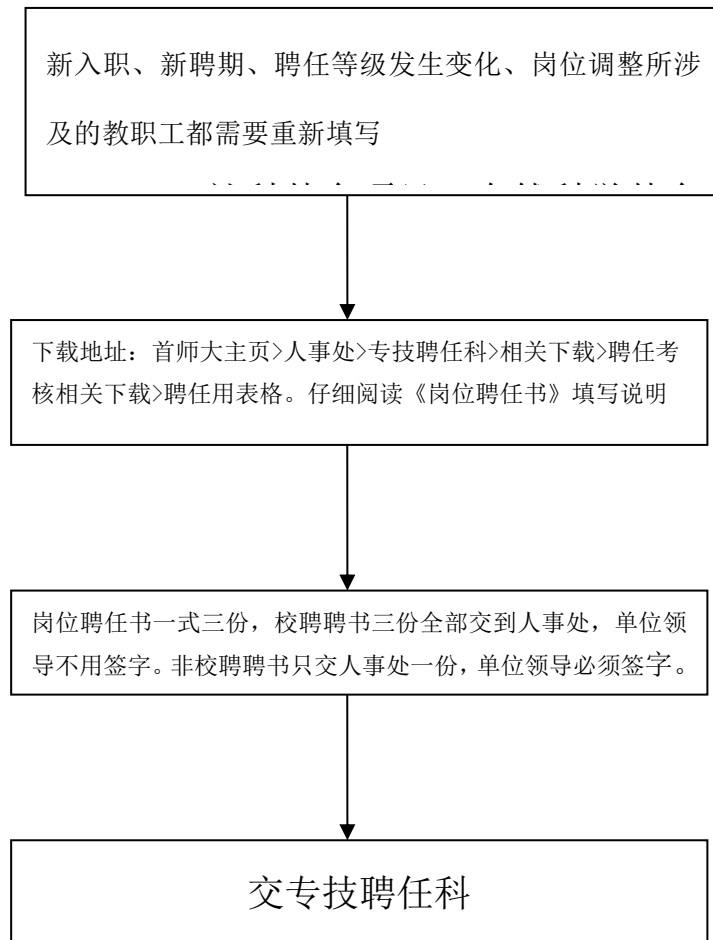 新入职、新聘期、聘任等级发生变化、岗位调整所涉
及的教职工都需要重新填写
下载地址：首师大主页>人事处>专技聘任科>相关下载>聘任考
核相关下载>聘任用表格。仔细阅读《岗位聘任书》填写说明
岗位聘任书一式三份，校聘聘书三份全部交到人事处，单位领
导不用签字。非校聘聘书只交人事处一份，单位领导必须签字。
交专技聘任科